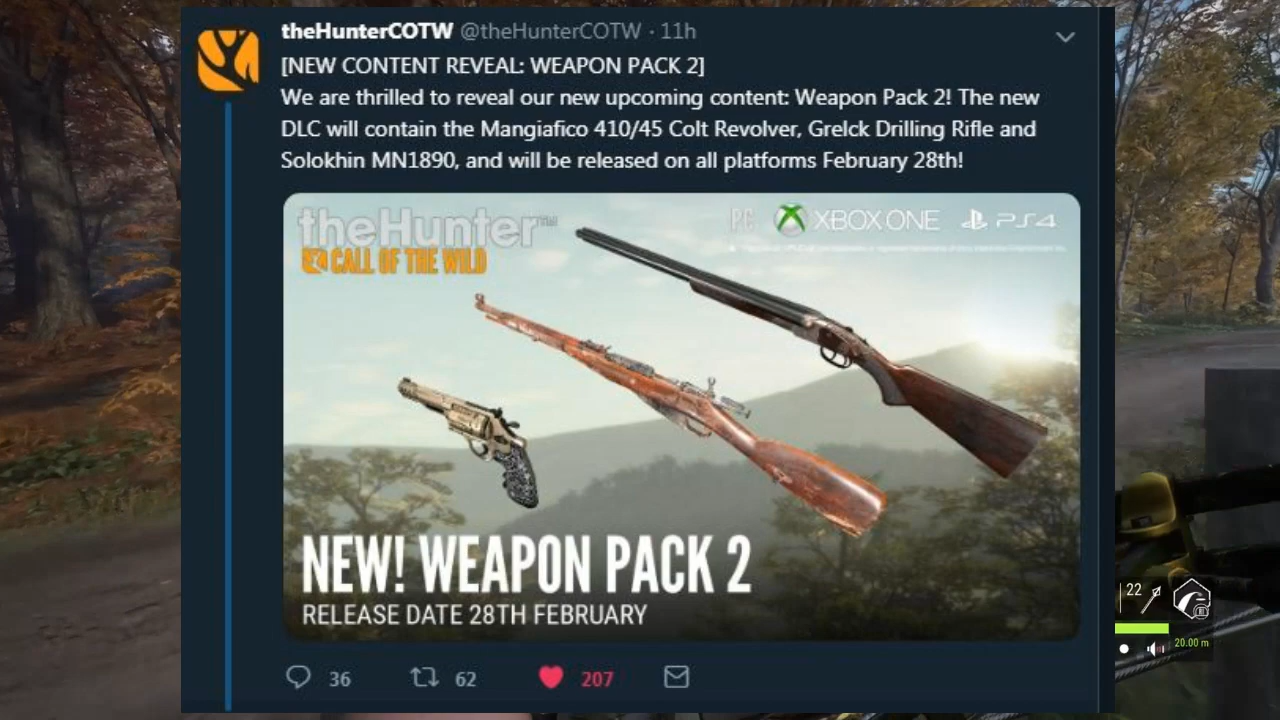 theHunterCOTW @theHunterCOTW · 11h
[NEW CONTENT REVEAL: WEAPON PACK 2]
We are thrilled to reveal our new upcoming content: Weapon Pack 2! The new
DLC will contain the Mangiafico 410/45 Colt Revolver, Grelck Drilling Rifle and
Solokhin MN1890, and will be released on all platforms February 28th!
theHunter™
CALL OF THE WILD
PC XBOX ONE PS4
NEW! WEAPON PACK 2
RELEASE DATE 28TH FEBRUARY
36 62 207
22
20.00 m